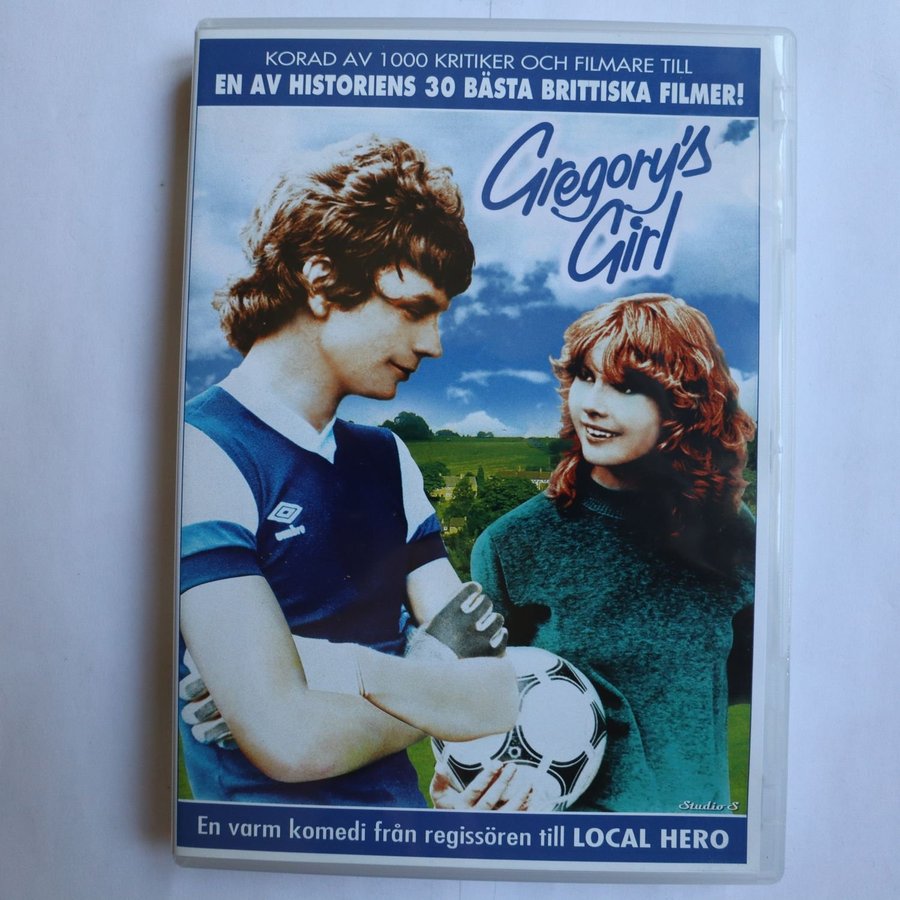 KORAD AV 1000 KRITIKER OCH FILMARE TILL
EN AV HISTORIENS 30 BÄSTA BRITTISKA FILMER!
Gregory's
Girl
umbro
Studio S
En varm komedi från regissören till LOCAL HERO